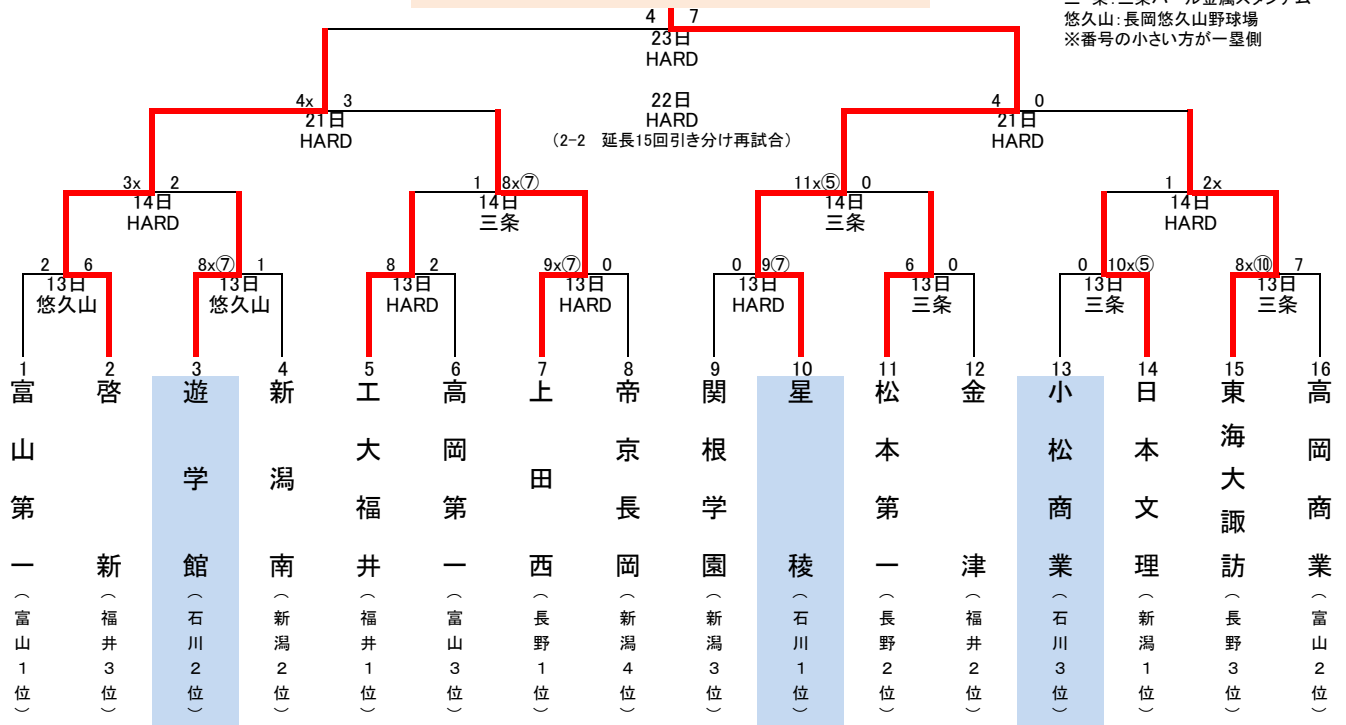 4 7
三 条:三条パール金属スタジアム
悠久山:長岡悠久山野球場
※番号の小さい方が一塁側
23日
HARD
4x 3
21日
HARD
22日
HARD
(2-2 延長15回引き分け再試合)
4 0
21日
HARD
3x 2
14日
HARD
1 8x⑦
14日
三条
11x⑤ 0
14日
三条
1 2x
14日
HARD
2 6
13日
悠久山
8x⑦ 1
13日
悠久山
8 2
13日
HARD
9x⑦ 0
13日
HARD
0 9⑦
13日
HARD
6 0
13日
三条
0 10x⑤
13日
三条
8x⑩ 7
13日
三条
1
富山第一
(富山1位)
2
啓新
(福井3位)
3
遊学館
(石川2位)
4
新潟南
(新潟2位)
5
工大福井
(福井1位)
6
高岡第一
(富山3位)
7
上田西
(長野1位)
8
帝京長岡
(新潟4位)
9
関根学園
(新潟3位)
10
星稜
(石川1位)
11
松本第一
(長野2位)
12
金津
(福井2位)
13
小松商業
(石川3位)
14
日本文理
(新潟1位)
15
東海大諏訪
(長野3位)
16
高岡商業
(富山2位)